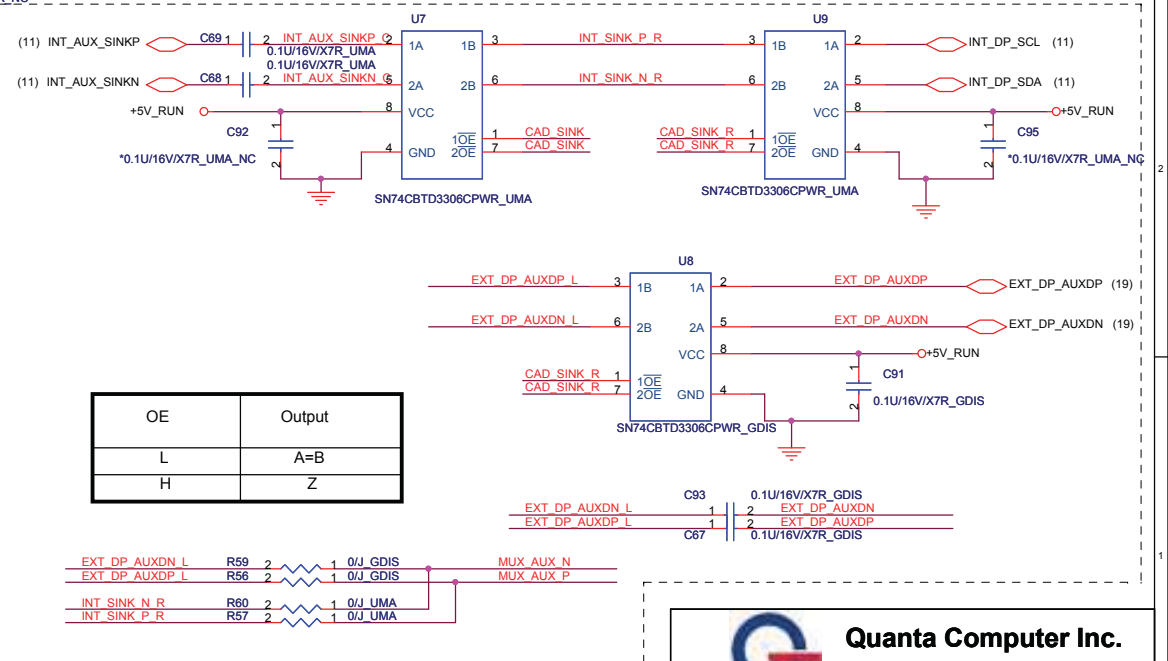 U7
U9
(11) INT_AUX_SINKP
C69 1
2 INT_AUX_SINKP_C 2
0.1U/16V/X7R_UMA
1A 1B 3
INT_SINK_P_R
3 1B 1A 2
INT_DP_SCL (11)
0.1U/16V/X7R_UMA
(11) INT_AUX_SINKN
C68 1
2 INT_AUX_SINKN_C 5
2A 2B 6
INT_SINK_N_R
6 2B 2A 5
INT_DP_SDA (11)
+5V_RUN
8 VCC
VCC 8
+5V_RUN
C92
1
2
*0.1U/16V/X7R_UMA_NC
1OE 1 CAD_SINK
2OE 7 CAD_SINK
4 GND
CAD_SINK_R 1 1OE
CAD_SINK_R 7 2OE
GND 4
C95
1
2
*0.1U/16V/X7R_UMA_NC
2
SN74CBTD3306CPWR_UMA
SN74CBTD3306CPWR_UMA
U8
EXT_DP_AUXDP_L 3 1B 1A 2 EXT_DP_AUXDP
EXT_DP_AUXDP (19)
EXT_DP_AUXDN_L 6 2B 2A 5 EXT_DP_AUXDN
EXT_DP_AUXDN (19)
VCC 8
+5V_RUN
CAD_SINK_R 1 1OE
CAD_SINK_R 7 2OE
GND 4
1
2
C91
0.1U/16V/X7R_GDIS
SN74CBTD3306CPWR_GDIS
OE Output
L A=B
H Z
C93 0.1U/16V/X7R_GDIS
EXT_DP_AUXDN_L 1 2 EXT_DP_AUXDN
EXT_DP_AUXDP_L 1 2 EXT_DP_AUXDP
C67 0.1U/16V/X7R_GDIS
1
EXT_DP_AUXDN_L R59 2 1 0/J_GDIS MUX_AUX_N
EXT_DP_AUXDP_L R56 2 1 0/J_GDIS MUX_AUX_P
INT_SINK_N_R R60 2 1 0/J_UMA
INT_SINK_P_R R57 2 1 0/J_UMA
Quanta Computer Inc.